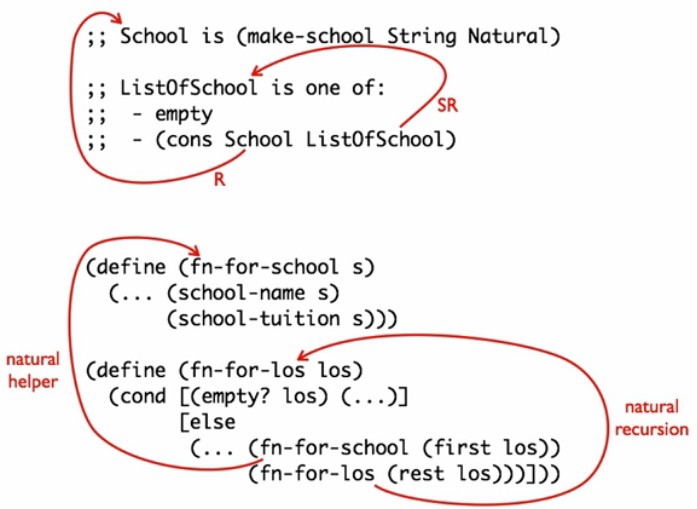 ;; School is (make-school String Natural)
;; ListOfSchool is one of:
;;  - empty
;;  - (cons School ListOfSchool)
SR
R
(define (fn-for-school s)
  (... (school-name s)
       (school-tuition s)))
natural
helper
(define (fn-for-los los)
  (cond [(empty? los) (...)]
        [else
         (... (fn-for-school (first los))
              (fn-for-los (rest los)))]))
natural
recursion